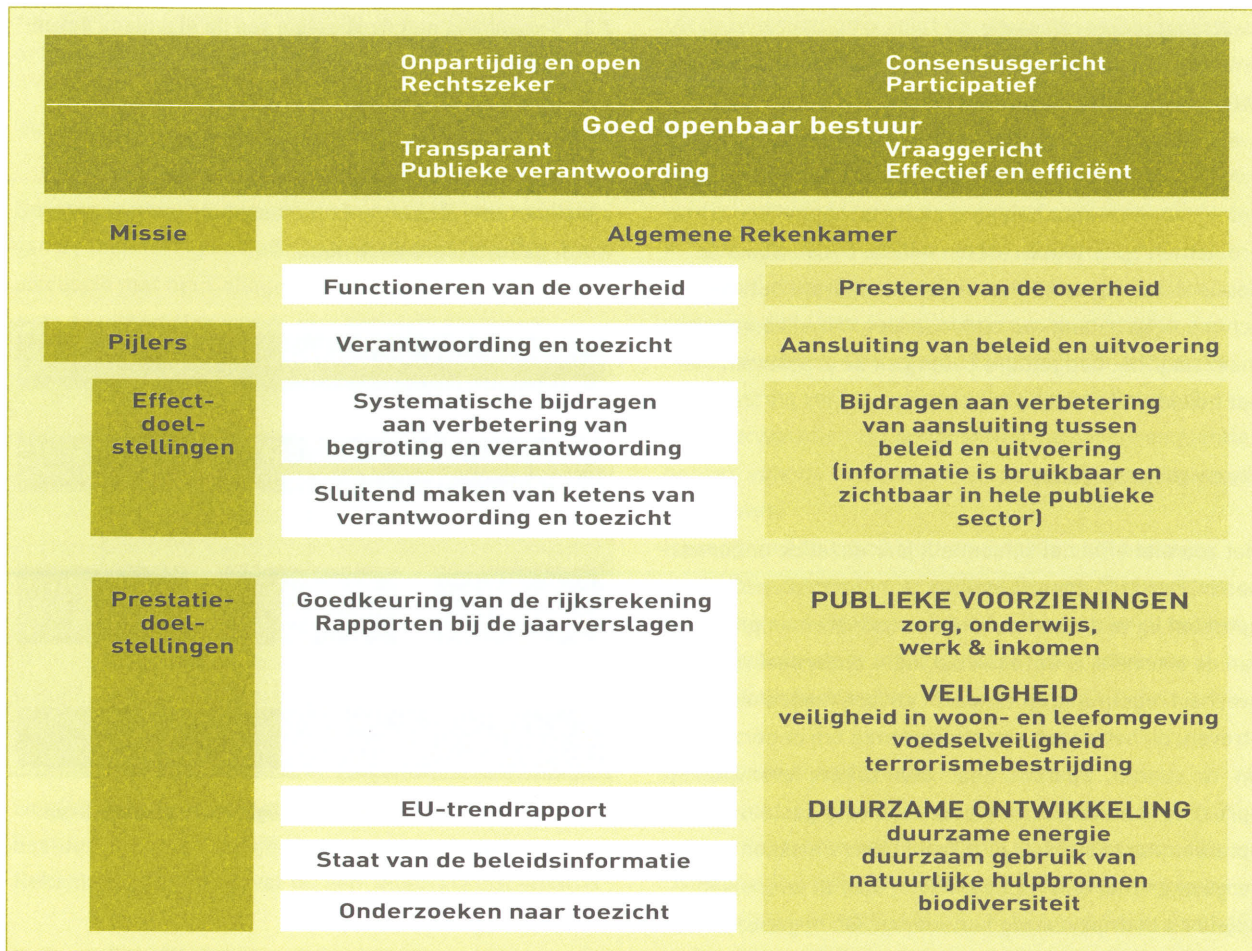 Onpartijdig en open
Rechtszeker
Consensusgericht
Participatief
Goed openbaar bestuur
Transparant
Publieke verantwoording
Vraaggericht
Effectief en efficiënt
Missie
Algemene Rekenkamer
Functioneren van de overheid
Presteren van de overheid
Pijlers
Verantwoording en toezicht
Aansluiting van beleid en uitvoering
Effect-
doel-
stellingen
Systematische bijdragen
aan verbetering van
begroting en verantwoording
Sluitend maken van ketens van
verantwoording en toezicht
Bijdragen aan verbetering
van aansluiting tussen
beleid en uitvoering
(informatie is bruikbaar en
zichtbaar in hele publieke
sector)
Prestatie-
doel-
stellingen
Goedkeuring van de rijksrekening
Rapporten bij de jaarverslagen
EU-trendrapport
Staat van de beleidsinformatie
Onderzoeken naar toezicht
PUBLIEKE VOORZIENINGEN
zorg, onderwijs,
werk & inkomen
VEILIGHEID
veiligheid in woon- en leefomgeving
voedselveiligheid
terrorismebestrijding
DUURZAME ONTWIKKELING
duurzame energie
duurzaam gebruik van
natuurlijke hulpbronnen
biodiversiteit